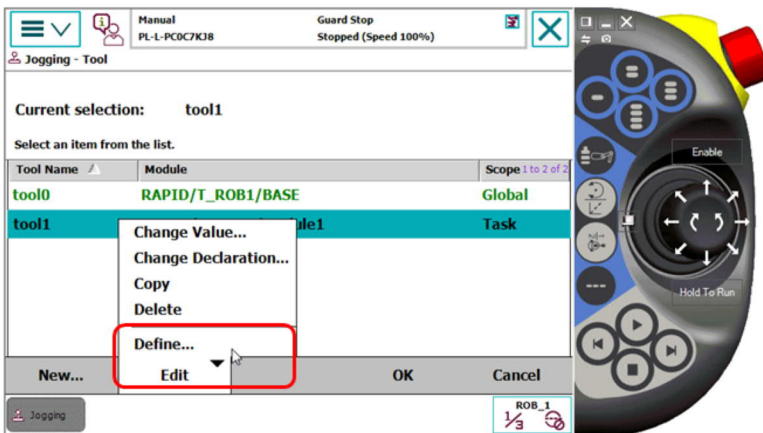 Manual
PL-L-PC0C7KJ8
Guard Stop
Stopped (Speed 100%)
Jogging - Tool
Current selection: tool1
Select an item from the list.
Tool Name Module Scope 1 to 2 of 2
tool0 RAPID/T_ROB1/BASE Global
tool1 ule1 Task
Change Value...
Change Declaration...
Copy
Delete
Define...
New... Edit OK Cancel
Jogging
ROB_1
1/3
Enable
Hold To Run